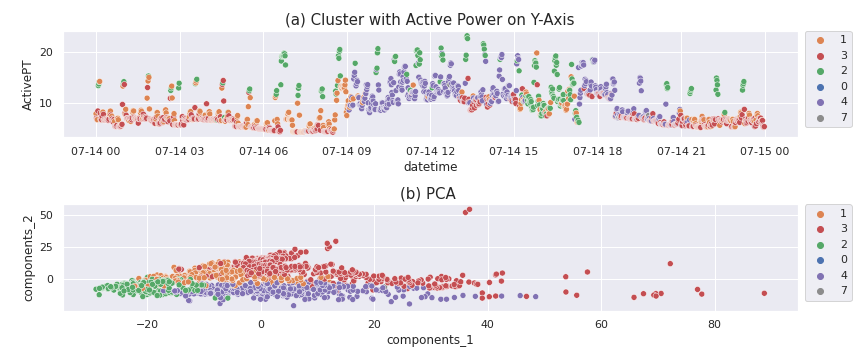 (a) Cluster with Active Power on Y-Axis
20
10
ActivePT
07-14 00 07-14 03 07-14 06 07-14 09 07-14 12 07-14 15 07-14 18 07-14 21 07-15 00
datetime
1
3
2
0
4
7
(b) PCA
50
25
0
components_2
−20 0 20 40 60 80
components_1
1
3
2
0
4
7